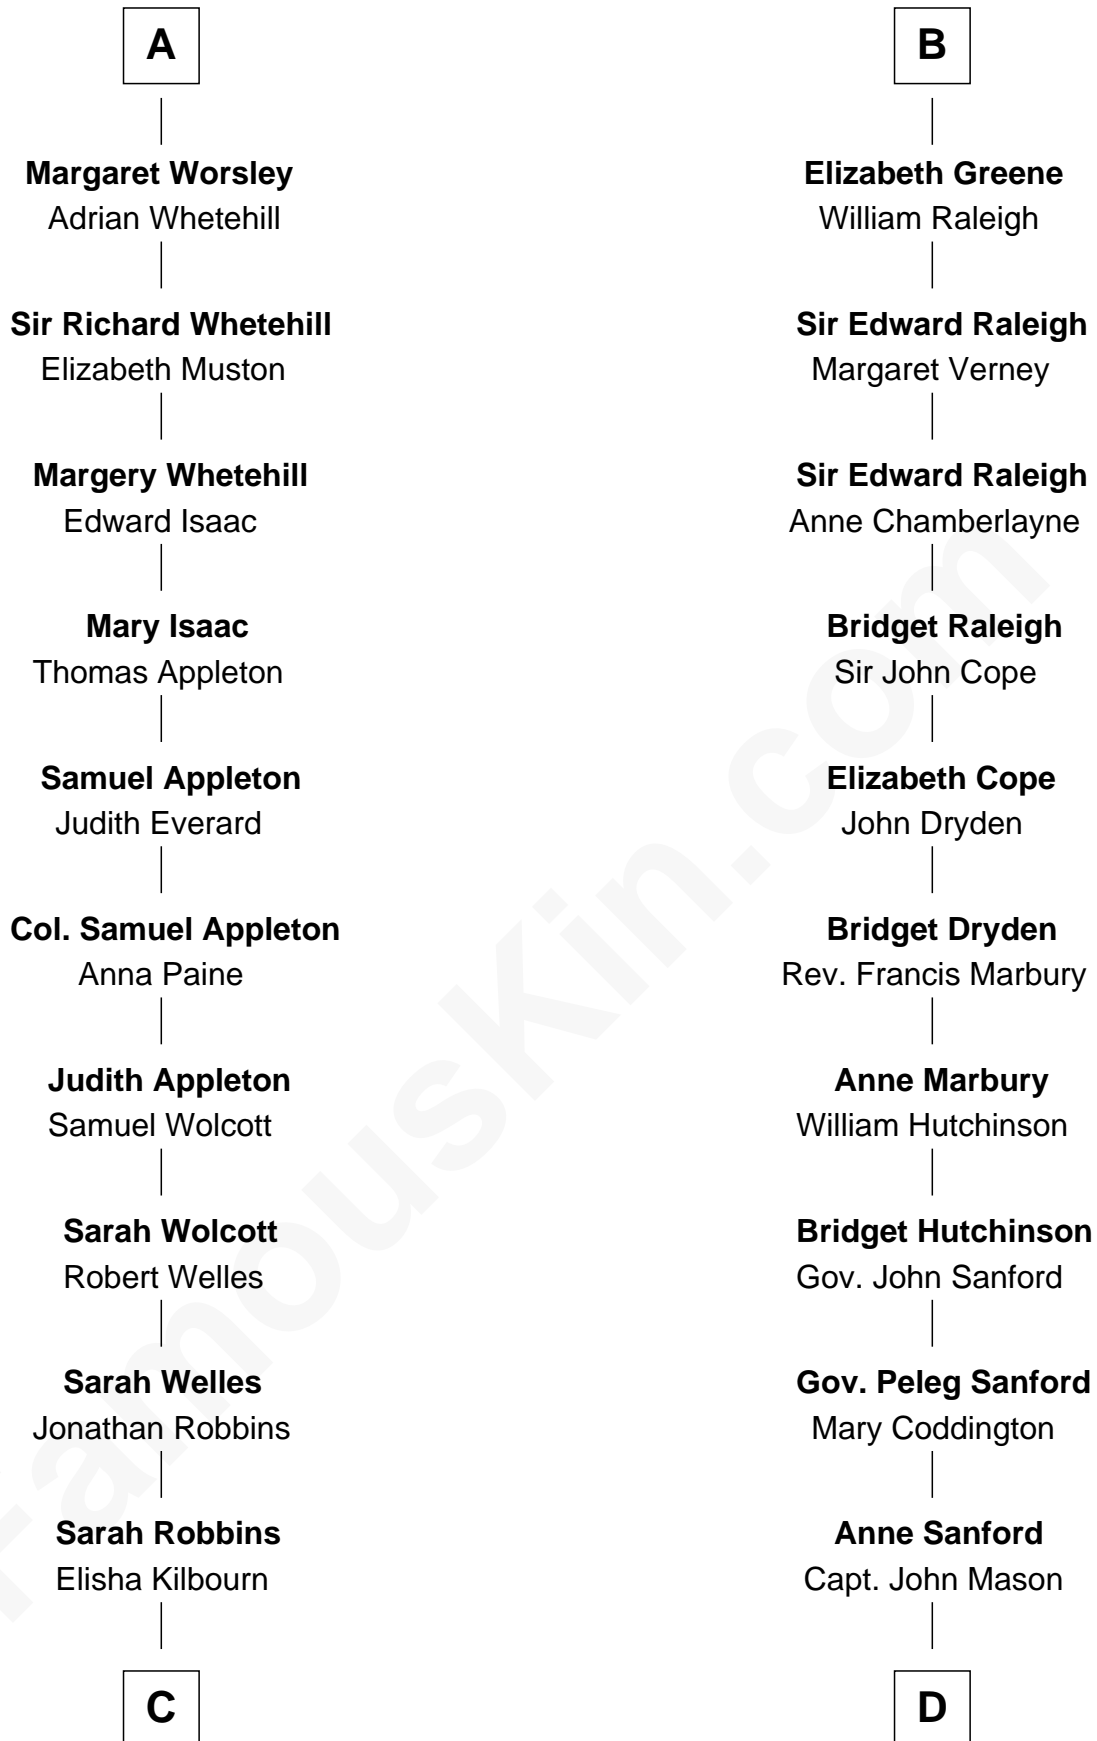 A
Margaret Worsley
Adrian Whetehill
Sir Richard Whetehill
Elizabeth Muston
Margery Whetehill
Edward Isaac
Mary Isaac
Thomas Appleton
Samuel Appleton
Judith Everard
Col. Samuel Appleton
Anna Paine
Judith Appleton
Samuel Wolcott
Sarah Wolcott
Robert Welles
Sarah Welles
Jonathan Robbins
Sarah Robbins
Elisha Kilbourn
C
B
Elizabeth Greene
William Raleigh
Sir Edward Raleigh
Margaret Verney
Sir Edward Raleigh
Anne Chamberlayne
Bridget Raleigh
Sir John Cope
Elizabeth Cope
John Dryden
Bridget Dryden
Rev. Francis Marbury
Anne Marbury
William Hutchinson
Bridget Hutchinson
Gov. John Sanford
Gov. Peleg Sanford
Mary Coddington
Anne Sanford
Capt. John Mason
D
FamousKin.com